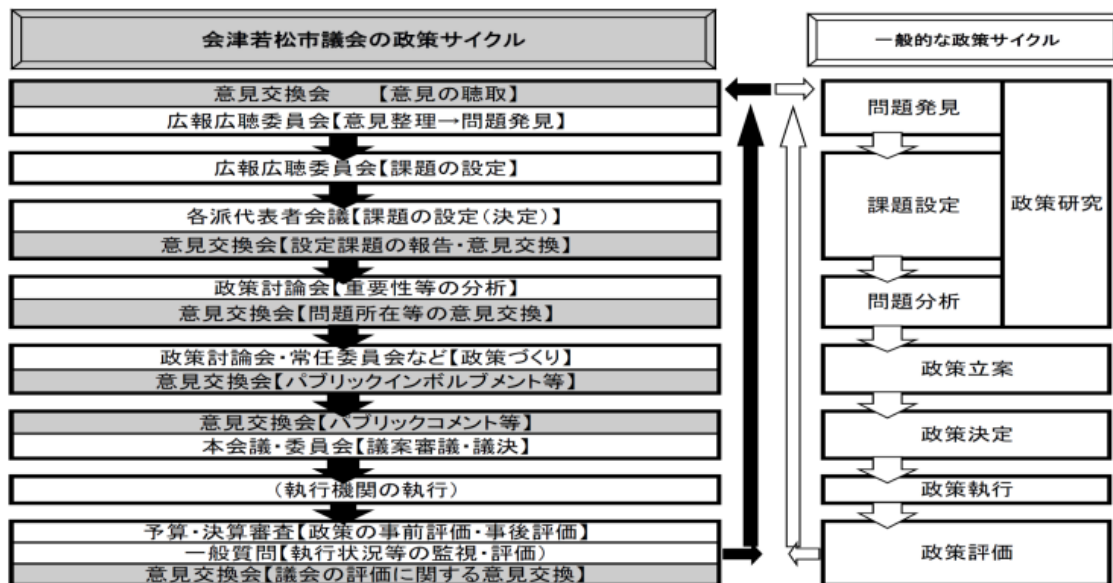 会津若松市議会の政策サイクル
意見交換会　　【意見の聴取】
広報広聴委員会【意見整理→問題発見】
広報広聴委員会【課題の設定】
各派代表者会議【課題の設定(決定)】
意見交換会【設定課題の報告・意見交換】
政策討論会【重要性等の分析】
意見交換会【問題所在等の意見交換】
政策討論会・常任委員会など【政策づくり】
意見交換会【パブリックインボルブメント等】
意見交換会【パブリックコメント等】
本会議・委員会【議案審議・議決】
(執行機関の執行)
予算・決算審査【政策の事前評価・事後評価】
一般質問【執行状況等の監視・評価)
意見交換会【議会の評価に関する意見交換】
一般的な政策サイクル
問題発見
課題設定
問題分析
政策研究
政策立案
政策決定
政策執行
政策評価